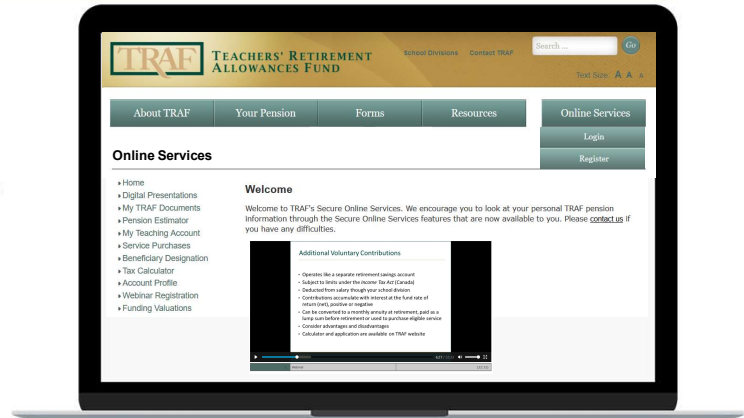 TRAF
TEACHERS' RETIREMENT
ALLOWANCES FUND
School Divisions Contact TRAF
Search ... Go
Text Size: A A A
About TRAF Your Pension Forms Resources Online Services
Login
Register
Online Services
Home
Digital Presentations
My TRAF Documents
Pension Estimator
My Teaching Account
Service Purchases
Beneficiary Designation
Tax Calculator
Account Profile
Webinar Registration
Funding Valuations
Welcome
Welcome to TRAF's Secure Online Services. We encourage you to look at your personal TRAF pension
information through the Secure Online Services features that are now available to you. Please contact us if
you have any difficulties.
Additional Voluntary Contributions
• Operates like a separate retirement savings account
• Subject to limits under the Income Tax Act (Canada)
• Deducted from salary though your school division
• Contributions accumulate with interest at the fund rate of
return (net), positive or negative
• Can be converted to a monthly annuity at retirement, paid as a
lump sum before retirement or used to purchase eligible service
• Consider advantages and disadvantages
• Calculator and application are available on TRAF website